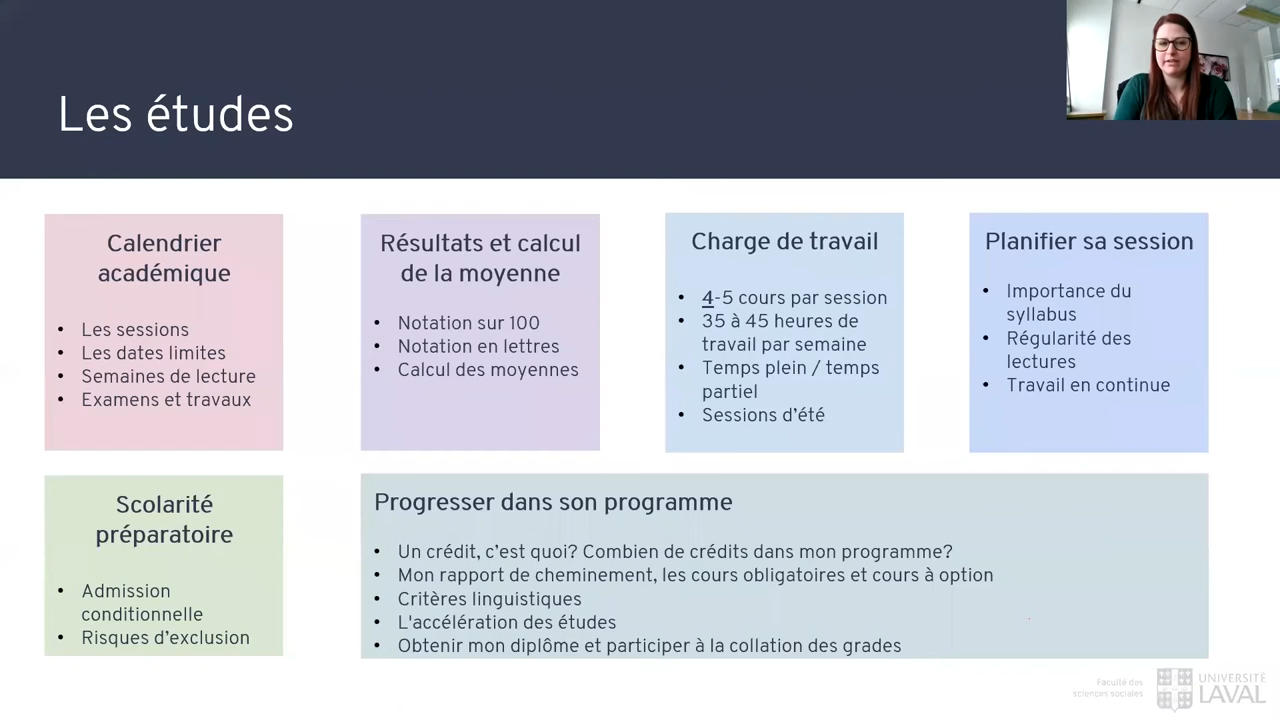 Les études
Calendrier
académique
• Les sessions
• Les dates limites
• Semaines de lecture
• Examens et travaux
Résultats et calcul
de la moyenne
• Notation sur 100
• Notation en lettres
• Calcul des moyennes
Charge de travail
• 4-5 cours par session
• 35 à 45 heures de
travail par semaine
• Temps plein / temps
partiel
• Sessions d'été
Planifier sa session
• Importance du
syllabus
• Régularité des
lectures
• Travail en continue
Scolarité
préparatoire
• Admission
conditionnelle
• Risques d'exclusion
Progresser dans son programme
• Un crédit, c'est quoi? Combien de crédits dans mon programme?
• Mon rapport de cheminement, les cours obligatoires et cours à option
• Critères linguistiques
• L'accélération des études
• Obtenir mon diplôme et participer à la collation des grades
Faculté des
sciences sociales
UNIVERSITÉ
LAVAL